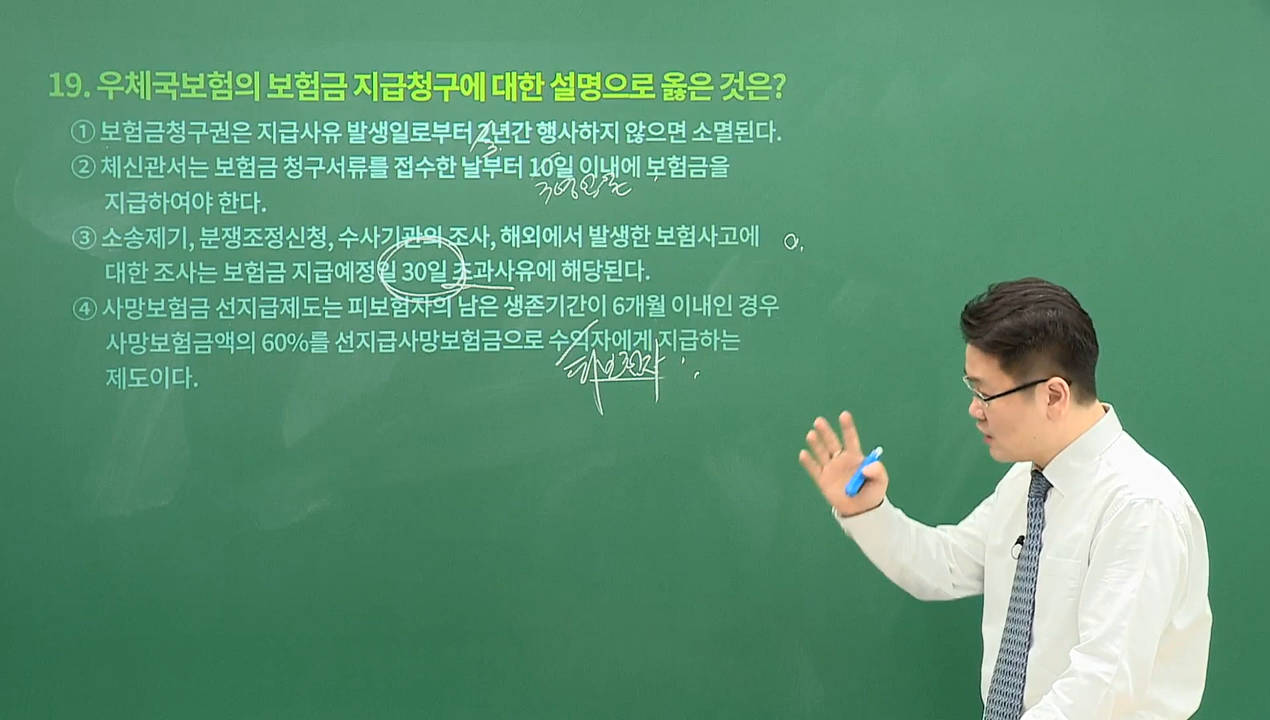 19. 우체국보험의 보험금 지급청구에 대한 설명으로 옳은 것은?
① 보험금청구권은 지급사유 발생일로부터 2년간 행사하지 않으면 소멸된다.
② 체신관서는 보험금 청구서류를 접수한 날부터 10일 이내에 보험금을
지급하여야 한다.
③ 소송제기, 분쟁조정신청, 수사기관의 조사, 해외에서 발생한 보험사고에
대한 조사는 보험금 지급예정일 30일 초과사유에 해당된다.
④ 사망보험금 선지급제도는 피보험자의 남은 생존기간이 6개월 이내인 경우
사망보험금액의 60%를 선지급사망보험금으로 수익자에게 지급하는
피보험자
제도이다.